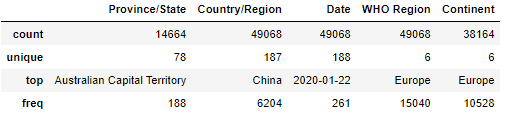 Province/State Country/Region Date WHO Region Continent
count 14664 49068 49068 49068 38164
unique 78 187 188 6 6
top Australian Capital Territory China 2020-01-22 Europe Europe
freq 188 6204 261 15040 10528